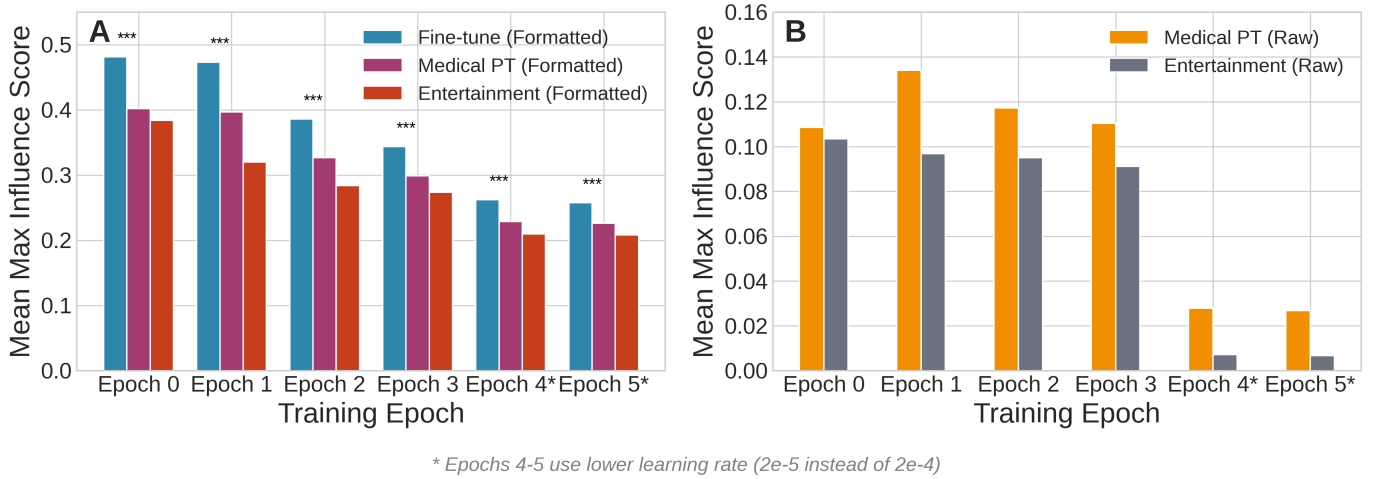 A
Mean Max Influence Score
0.5
0.4
0.3
0.2
0.1
0.0
***
***
***
***
***
***
Fine-tune (Formatted)
Medical PT (Formatted)
Entertainment (Formatted)
Epoch 0 Epoch 1 Epoch 2 Epoch 3 Epoch 4* Epoch 5*
Training Epoch
B
Mean Max Influence Score
0.16
0.14
0.12
0.10
0.08
0.06
0.04
0.02
0.00
Medical PT (Raw)
Entertainment (Raw)
Epoch 0 Epoch 1 Epoch 2 Epoch 3 Epoch 4* Epoch 5*
Training Epoch
* Epochs 4-5 use lower learning rate (2e-5 instead of 2e-4)